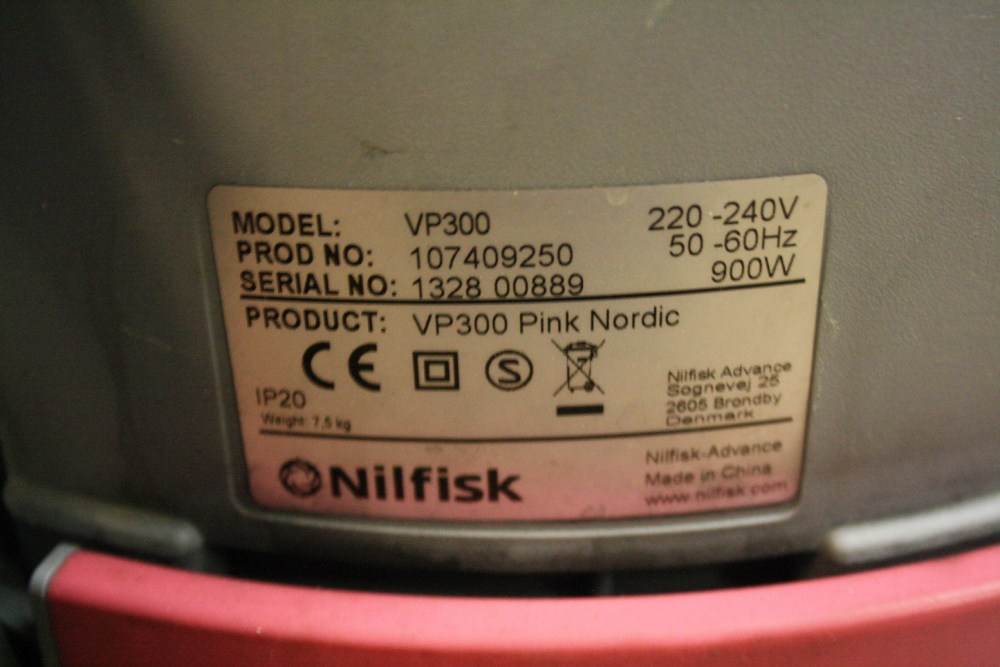 MODEL: VP300 220 -240V
PROD NO: 107409250 50 -60Hz
SERIAL NO: 1328 00889 900W
PRODUCT: VP300 Pink Nordic
CE S
IP20
Weight: 7,5 kg
Nilfisk Advance
Sognevej 25
2605 Brondby
Denmark
Nilfisk
Nilfisk-Advance
Made in China
www.nilfisk.com